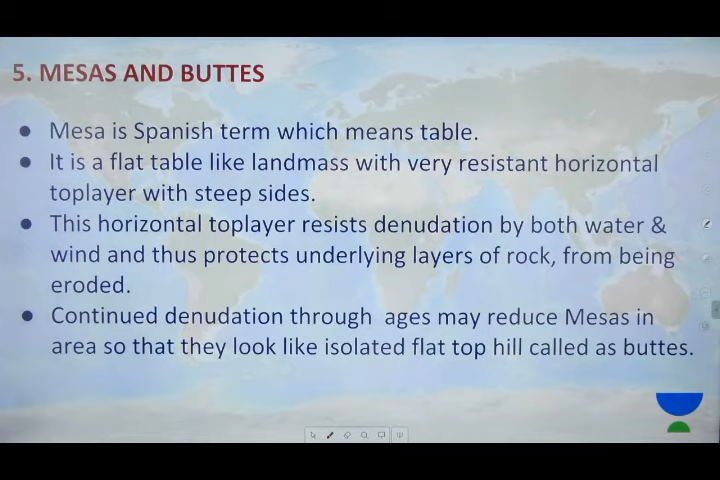 5. MESAS AND BUTTES
● Mesa is Spanish term which means table.
● It is a flat table like landmass with very resistant horizontal
toplayer with steep sides.
● This horizontal toplayer resists denudation by both water &
wind and thus protects underlying layers of rock, from being
eroded.
● Continued denudation through  ages may reduce Mesas in
area so that they look like isolated flat top hill called as buttes.